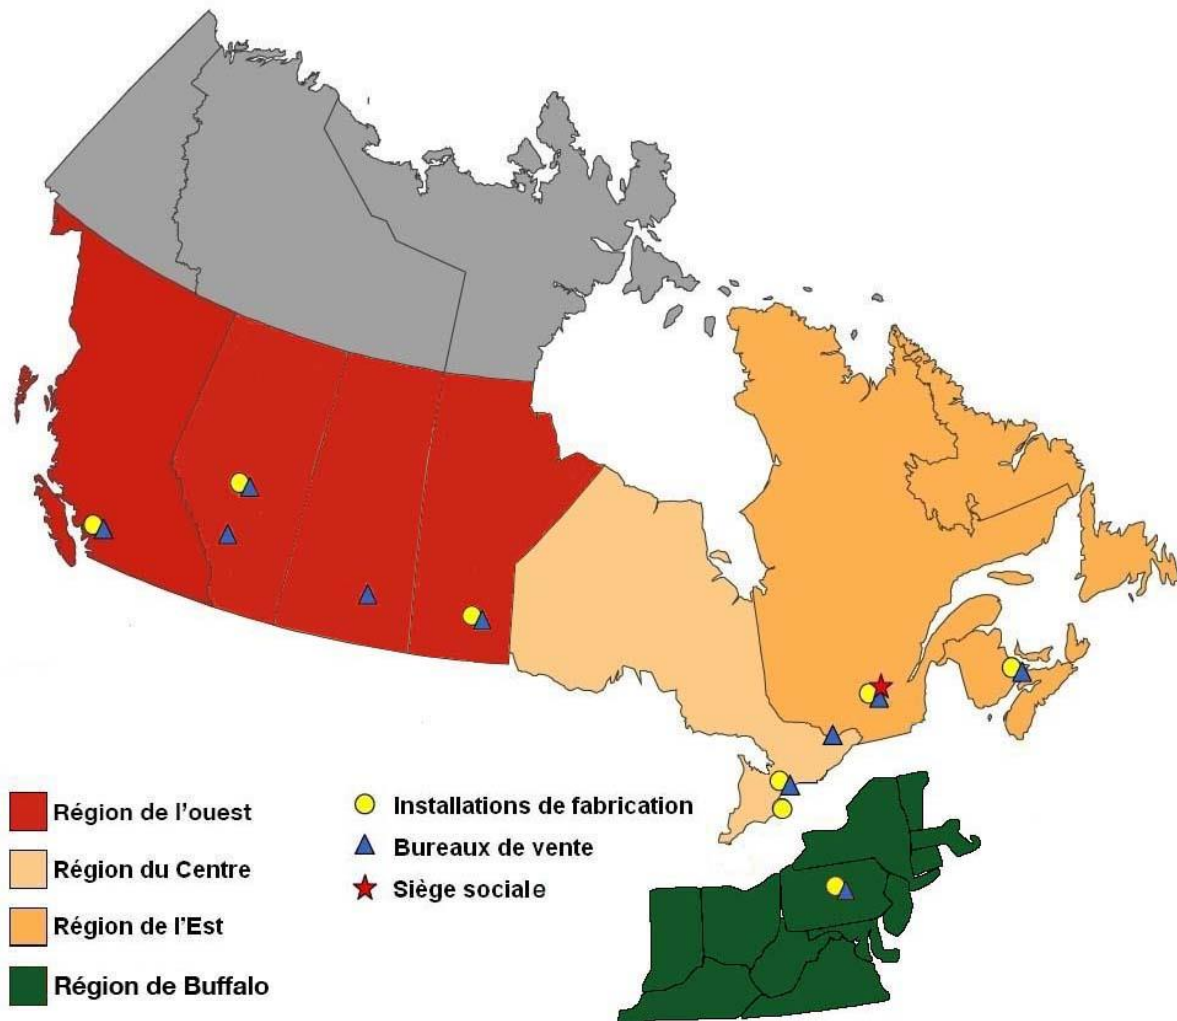 Région de l'ouest
Région du Centre
Région de l'Est
Région de Buffalo
Installations de fabrication
Bureaux de vente
Siège sociale